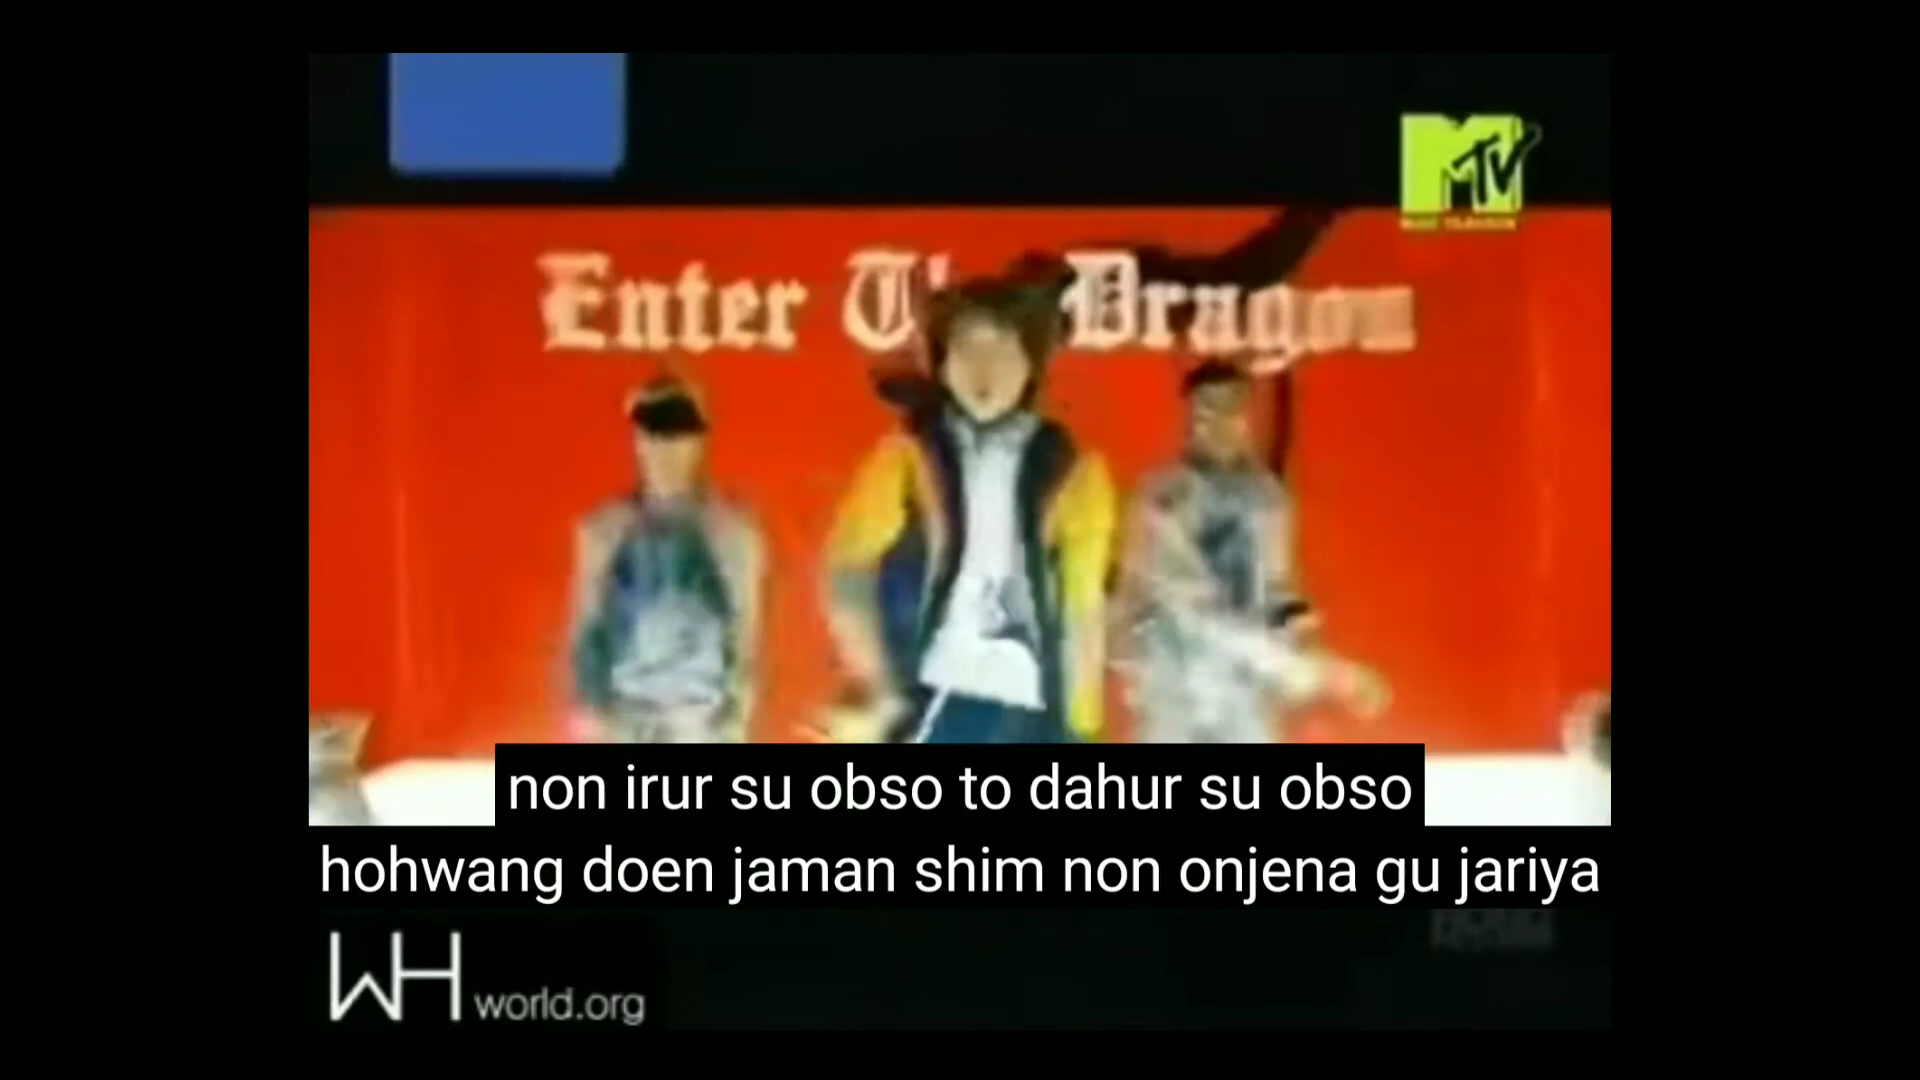 MTV
Enter T Dragon
non irur su obso to dahur su obso
hohwang doen jaman shim non onjena gu jariya
WH world.org